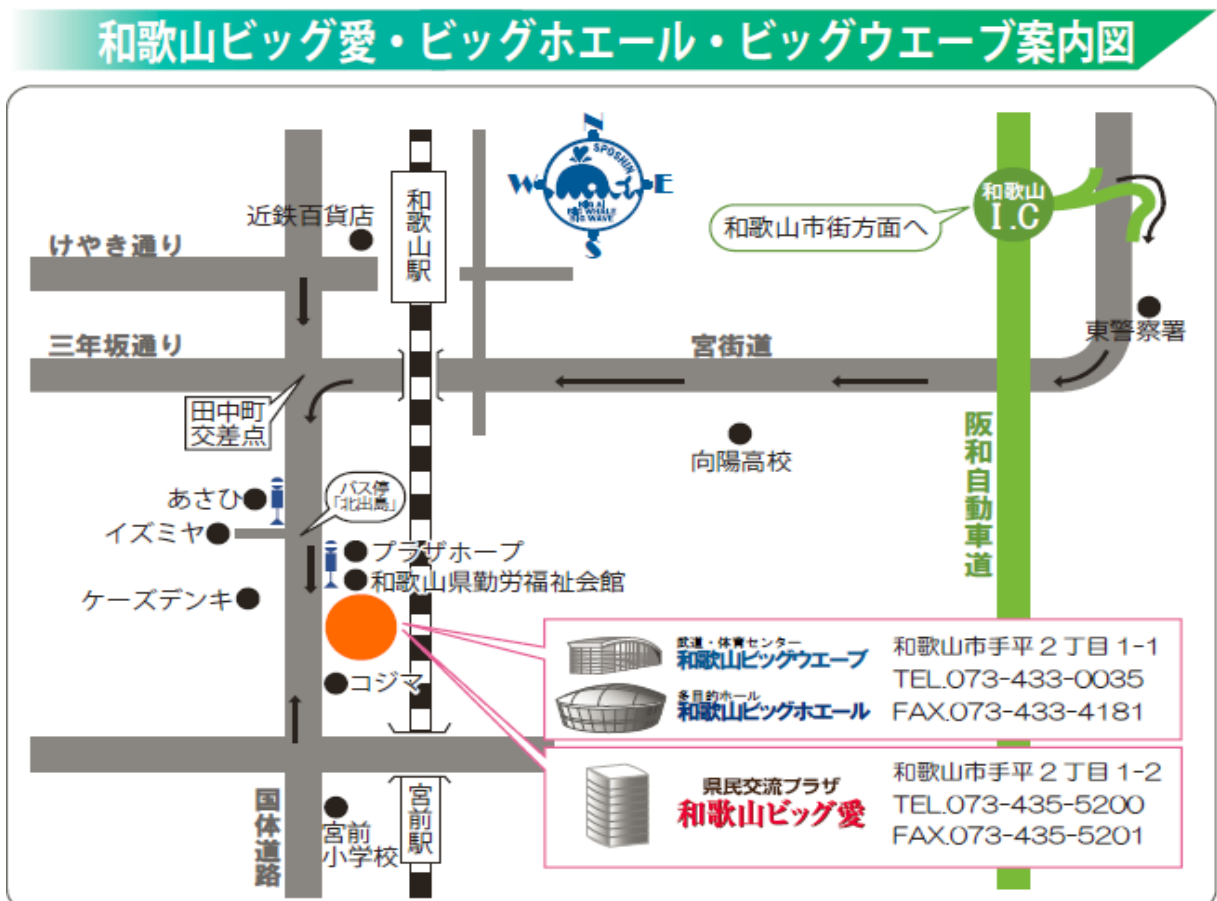 和歌山ビッグ愛・ビッグホエール・ビッグウエーブ案内図
N
W
E
S
SPOSHIN
BIG AI
BIG WHALE
BIG WAVE
近鉄百貨店
けやき通り
和歌山駅
和歌山
I.C
和歌山市街方面へ
東警察署
三年坂通り
宮街道
田中町
交差点
向陽高校
阪和自動車道
あさひ
バス停
「北出島」
イズミヤ
プラザホープ
和歌山県勤労福祉会館
ケーズデンキ
コジマ
武道・体育センター
和歌山ビッグウエーブ
多目的ホール
和歌山ビッグホエール
和歌山市手平2丁目1-1
TEL.073-433-0035
FAX.073-433-4181
県民交流プラザ
和歌山ビッグ愛
和歌山市手平2丁目1-2
TEL.073-435-5200
FAX.073-435-5201
国体道路
宮前
小学校
宮前駅